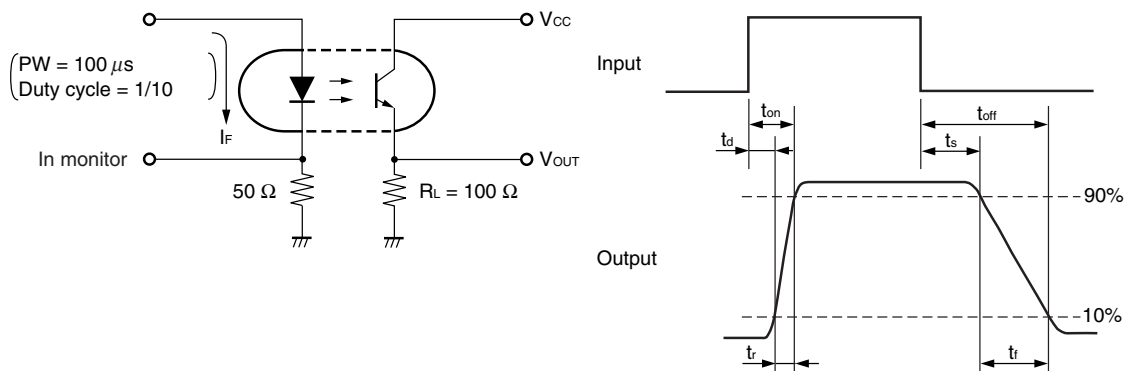 VCC
PW = 100 μs
Duty cycle = 1/10
IF
In monitor
VOUT
50 Ω
RL = 100 Ω
Input
ton
toff
td
ts
90%
Output
10%
tr
tf